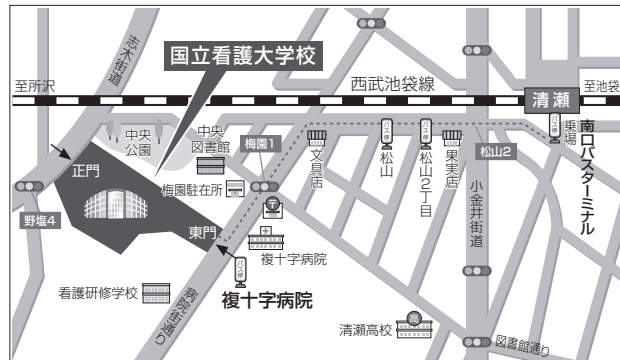 国立看護大学校
志木街道
至所沢
西武池袋線
清瀬
至池袋
中央
公園
中央
図書館
梅園1
文具店
バス停
松山
バス停
松山2丁目
果実店
松山2
バス停
乗場
南口バスターミナル
正門
梅園駐在所
小金井街道
野塩4
東門
複十字病院
バス停
複十字病院
看護研修学校
病院街通り
高
清瀬高校
図書館通り